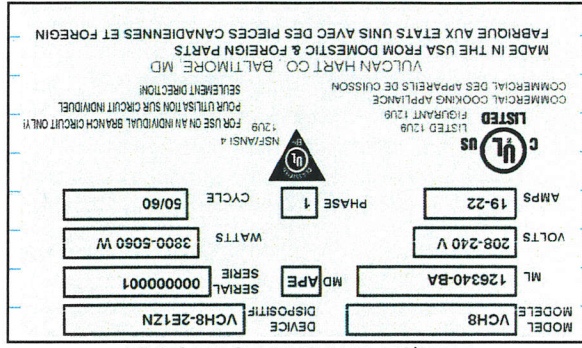 MODEL
MODELE VCH8 DEVICE
DISPOSITIF VCH8-2E1ZN
ML 126340-BA MD APE SERIAL
SERIE 000000001
VOLTS 208-240 V WATTS 3800-5060 W
AMPS 19-22 PHASE 1 CYCLE 50/60
C UL US
LISTED
LISTED 12U9
FIGURANT 12U9
COMMERCIAL COOKING APPLIANCE
COMMERCIAL DES APPAREILS DE CUISSON
UL
NSF/ANSI 4
12U9
FOR USE ON AN INDIVIDUAL BRANCH CIRCUIT ONLY!
POUR UTILISATION SUR CIRCUIT INDIVIDUEL
SEULEMENT DIRECTION!
VULCAN HART CO., BALTIMORE, MD
MADE IN THE USA FROM DOMESTIC & FOREIGN PARTS
FABRIQUE AUX ETATS UNIS AVEC DES PIECES CANADIENNES ET FOREGIN